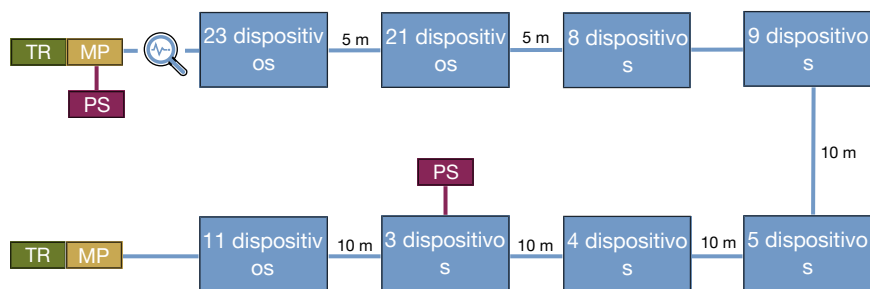 23 dispositiv
os
5 m
21 dispositiv
os
5 m
8 dispositivo
s
9 dispositivo
s
TR
MP
PS
10 m
PS
TR
MP
11 dispositiv
os
10 m
3 dispositivo
s
10 m
4 dispositivo
s
10 m
5 dispositivo
s